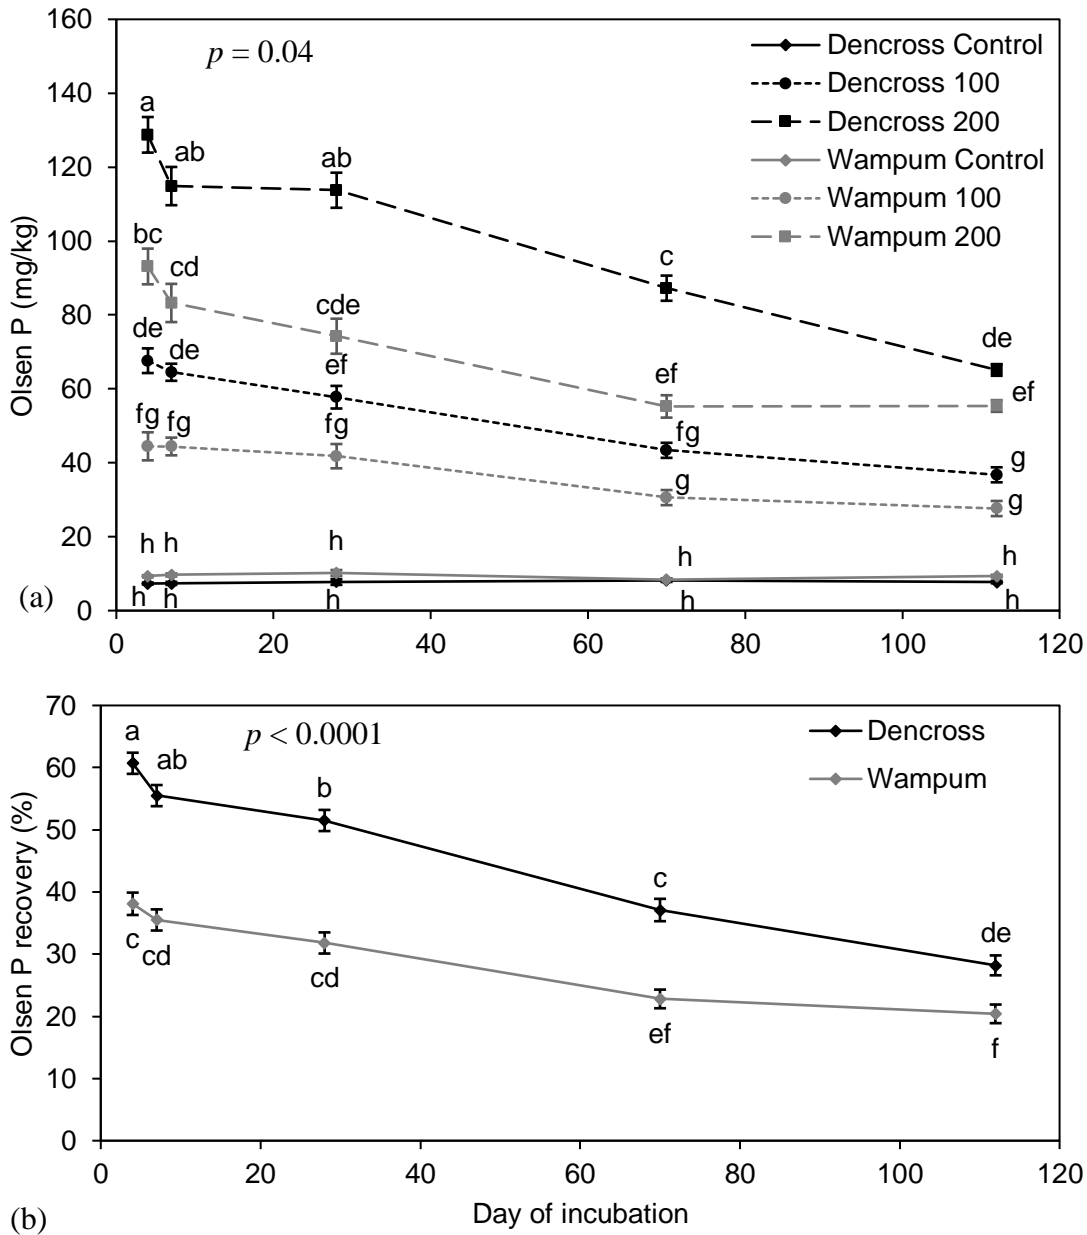 160
140
120
100
80
60
40
20
0
Olsen P (mg/kg)
p = 0.04
Dencross Control
Dencross 100
Dencross 200
Wampum Control
Wampum 100
Wampum 200
a
ab
ab
c
de
bc
cd
cde
ef
ef
de
de
ef
fg
g
fg
fg
fg
g
g
h
h
h
h
h
h
h
h
h
h
(a)
0
20
40
60
80
100
120
70
60
50
40
30
20
10
0
Olsen P recovery (%)
p < 0.0001
Dencross
Wampum
a
ab
b
c
de
c
cd
cd
ef
f
0
20
40
60
80
100
120
Day of incubation
(b)